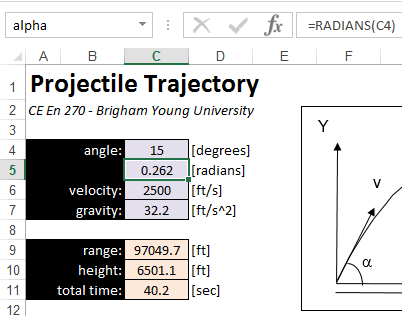 alpha fx =RADIANS(C4)
A B C D E F
1 Projectile Trajectory
2 CE En 270 - Brigham Young University
3 Y
4 angle: 15 [degrees]
5 0.262 [radians]
6 velocity: 2500 [ft/s] v
7 gravity: 32.2 [ft/s^2]
8
9 range: 97049.7 [ft]
10 height: 6501.1 [ft] α
11 total time: 40.2 [sec]
12